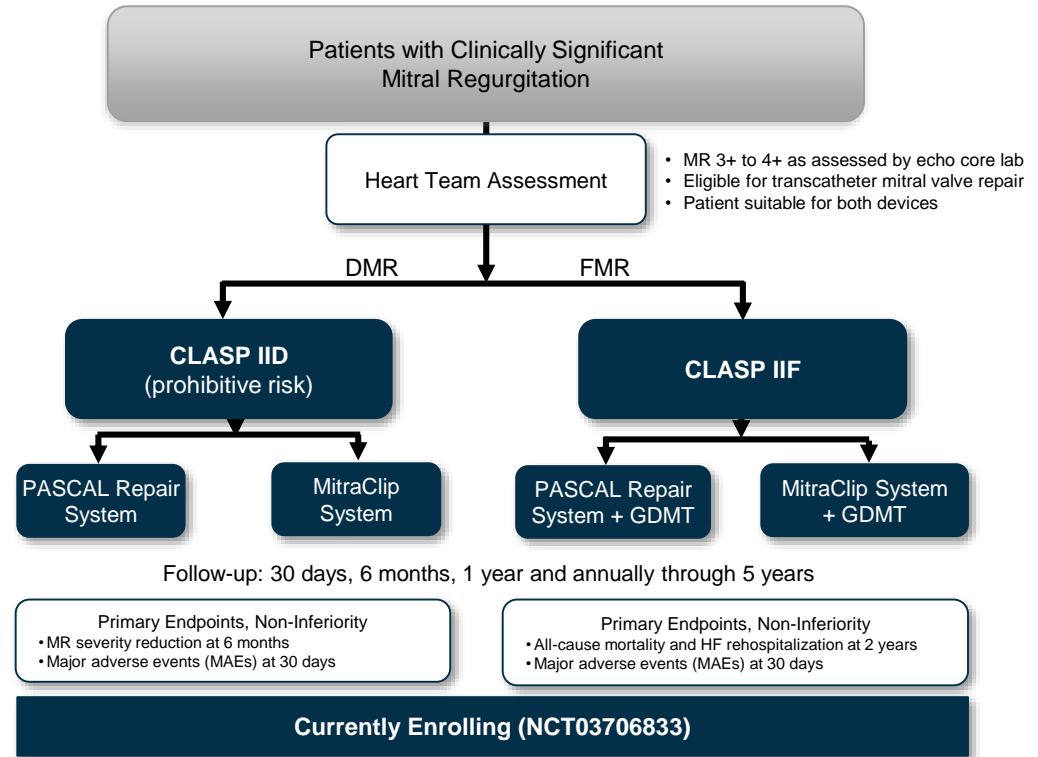 Patients with Clinically Significant
Mitral Regurgitation
Heart Team Assessment
• MR 3+ to 4+ as assessed by echo core lab
• Eligible for transcatheter mitral valve repair
• Patient suitable for both devices
DMR
FMR
CLASP IID
(prohibitive risk)
CLASP IIF
PASCAL Repair
System
MitraClip
System
PASCAL Repair
System + GDMT
MitraClip System
+ GDMT
Follow-up: 30 days, 6 months, 1 year and annually through 5 years
Primary Endpoints, Non-Inferiority
• MR severity reduction at 6 months
• Major adverse events (MAEs) at 30 days
Primary Endpoints, Non-Inferiority
• All-cause mortality and HF rehospitalization at 2 years
• Major adverse events (MAEs) at 30 days
Currently Enrolling (NCT03706833)